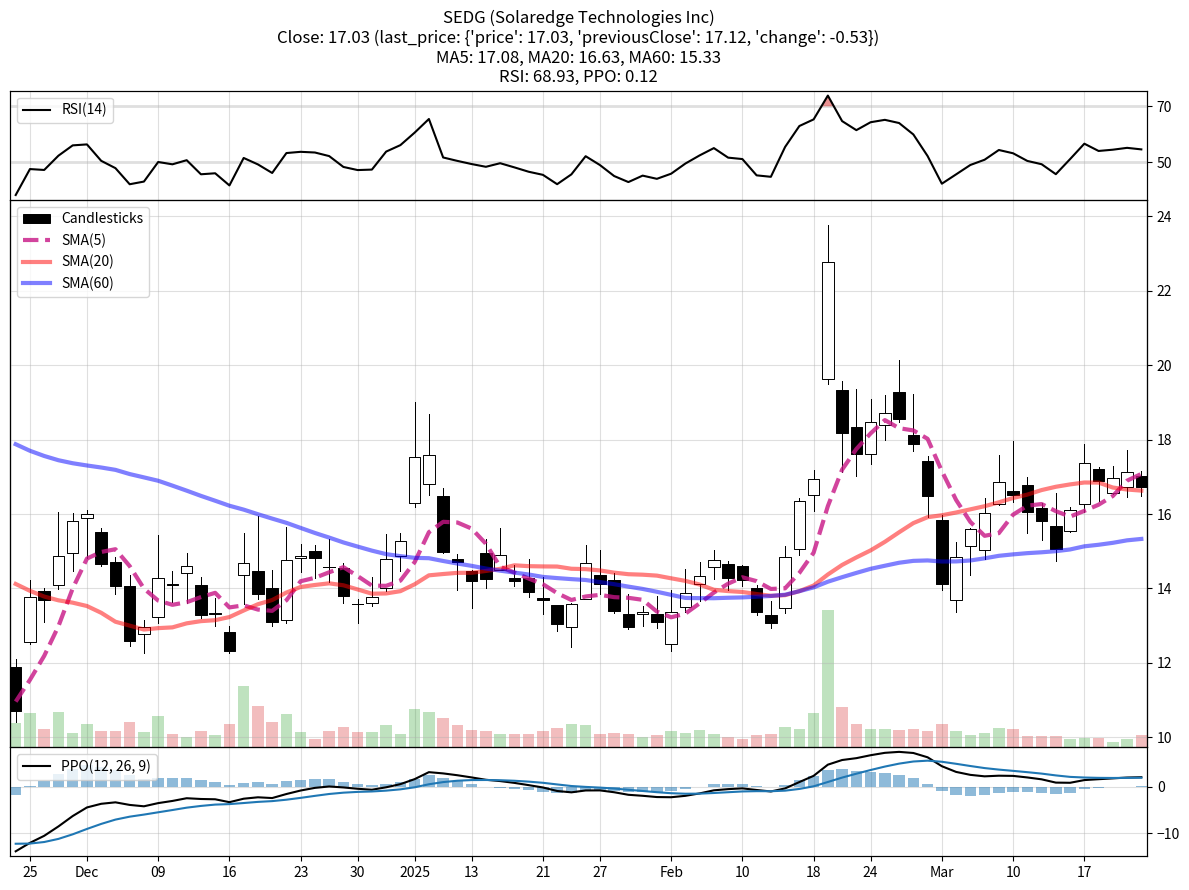 SEDG (Solaredge Technologies Inc)
Close: 17.03 (last_price: {'price': 17.03, 'previousClose': 17.12, 'change': -0.53})
MA5: 17.08, MA20: 16.63, MA60: 15.33
RSI: 68.93, PPO: 0.12
RSI(14)
70
50
Candlesticks
SMA(5)
SMA(20)
SMA(60)
24
22
20
18
16
14
12
10
PPO(12, 26, 9)
0
−10
25 Dec 09 16 23 30 2025 13 21 27 Feb 10 18 24 Mar 10 17